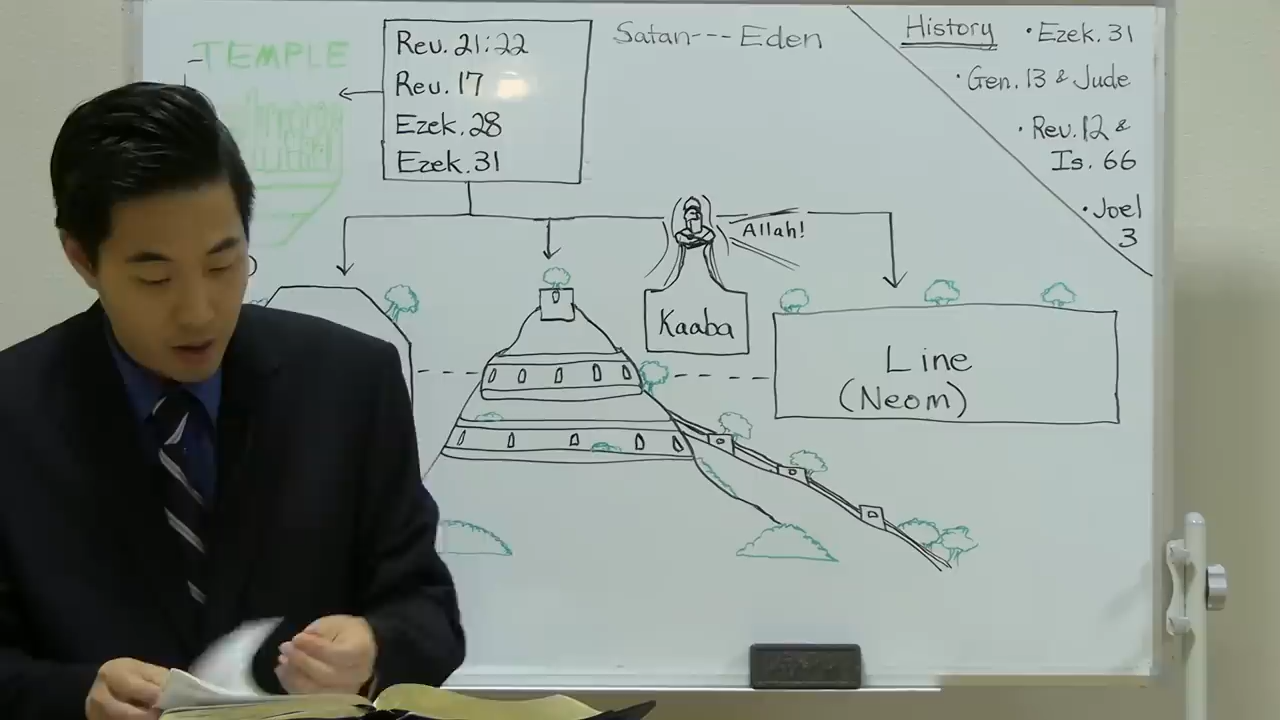 TEMPLE
Rev. 21:22
Rev. 17
Ezek. 28
Ezek. 31
Satan---Eden
History
• Ezek. 31
• Gen. 13 & Jude
• Rev. 12 &
Is. 66
• Joel
3
Allah!
Kaaba
Line
(Neom)